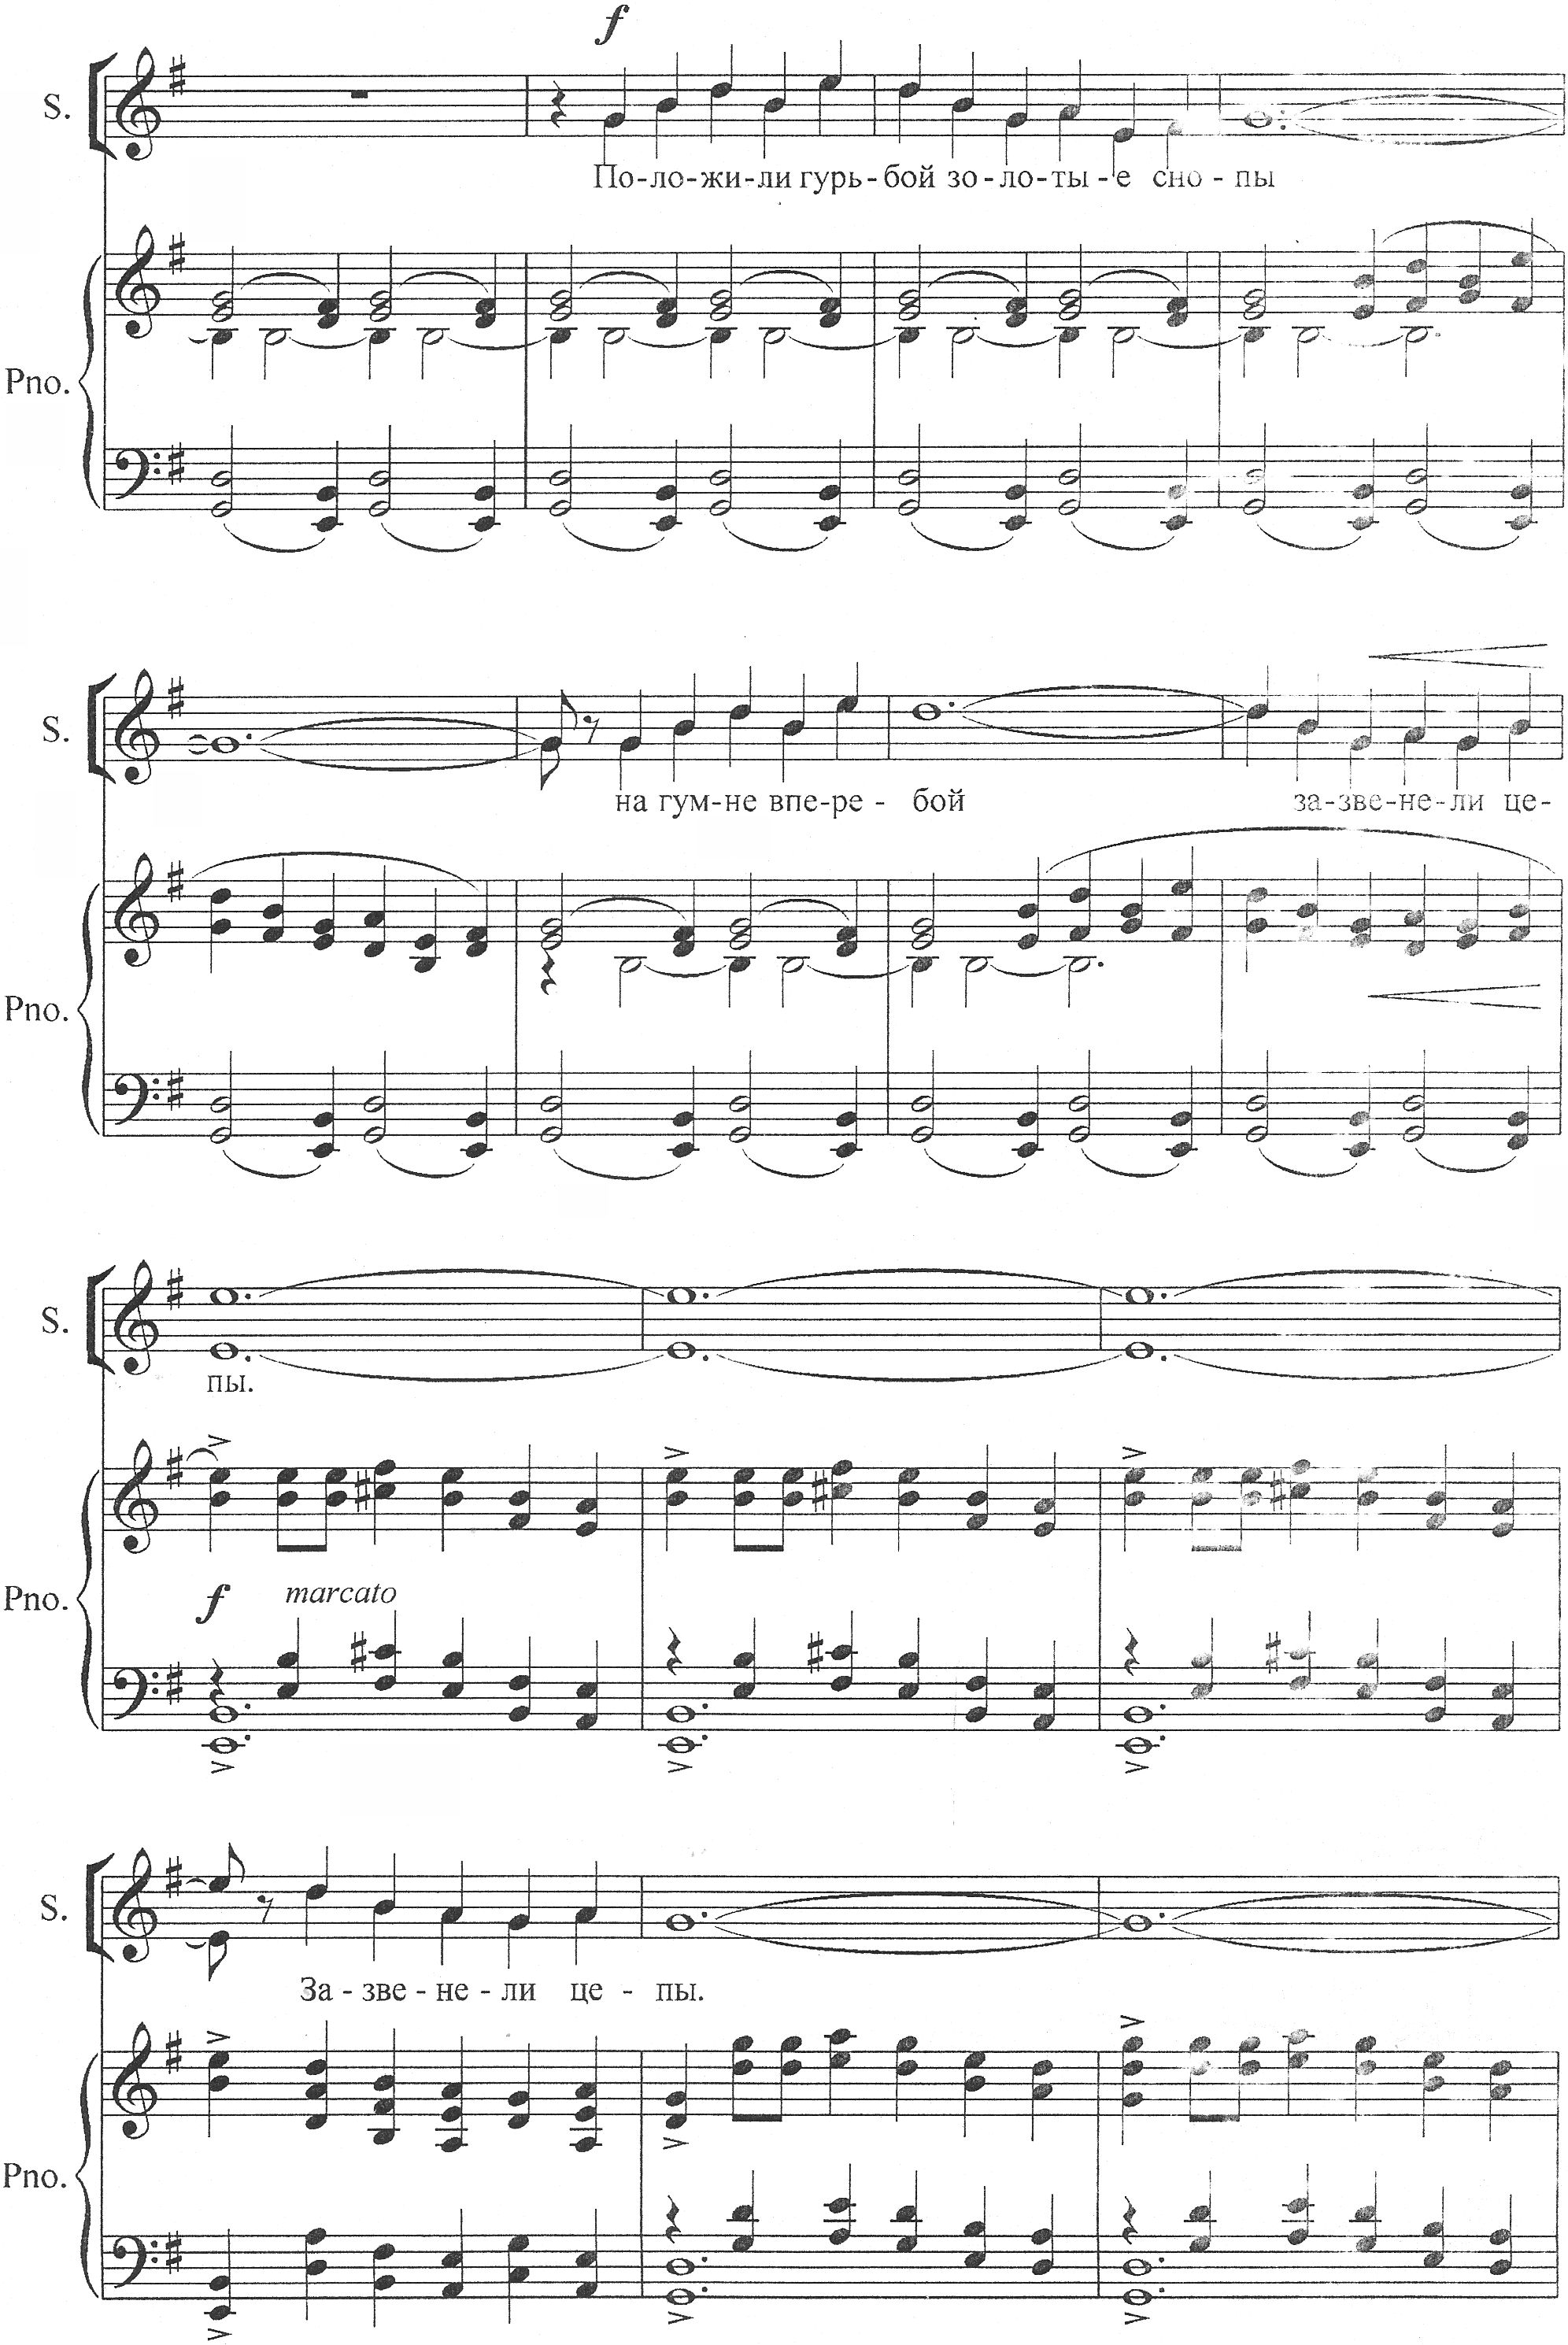 f
S.
По-ло-жи-ли гурь-бой зо-ло-ты-е сно-пы
Pno.
S.
на гум-не впе-ре-бой за-зве-не-ли це-
Pno.
S.
пы.
Pno.
f marcato
S.
За-зве-не-ли це-пы.
Pno.